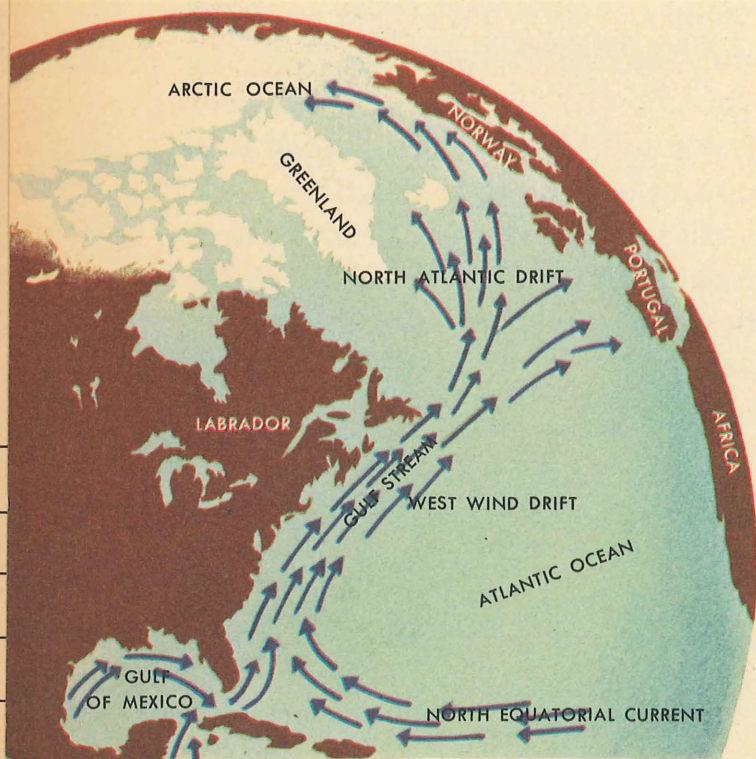 ARCTIC OCEAN
NORWAY
GREENLAND
PORTUGAL
NORTH ATLANTIC DRIFT
LABRADOR
AFRICA
GULF STREAM
WEST WIND DRIFT
ATLANTIC OCEAN
GULF
OF MEXICO
NORTH EQUATORIAL CURRENT